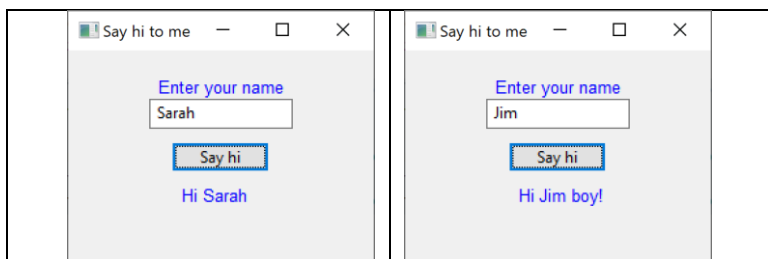 Say hi to me
Enter your name
Sarah
Say hi
Hi Sarah
Say hi to me
Enter your name
Jim
Say hi
Hi Jim boy!